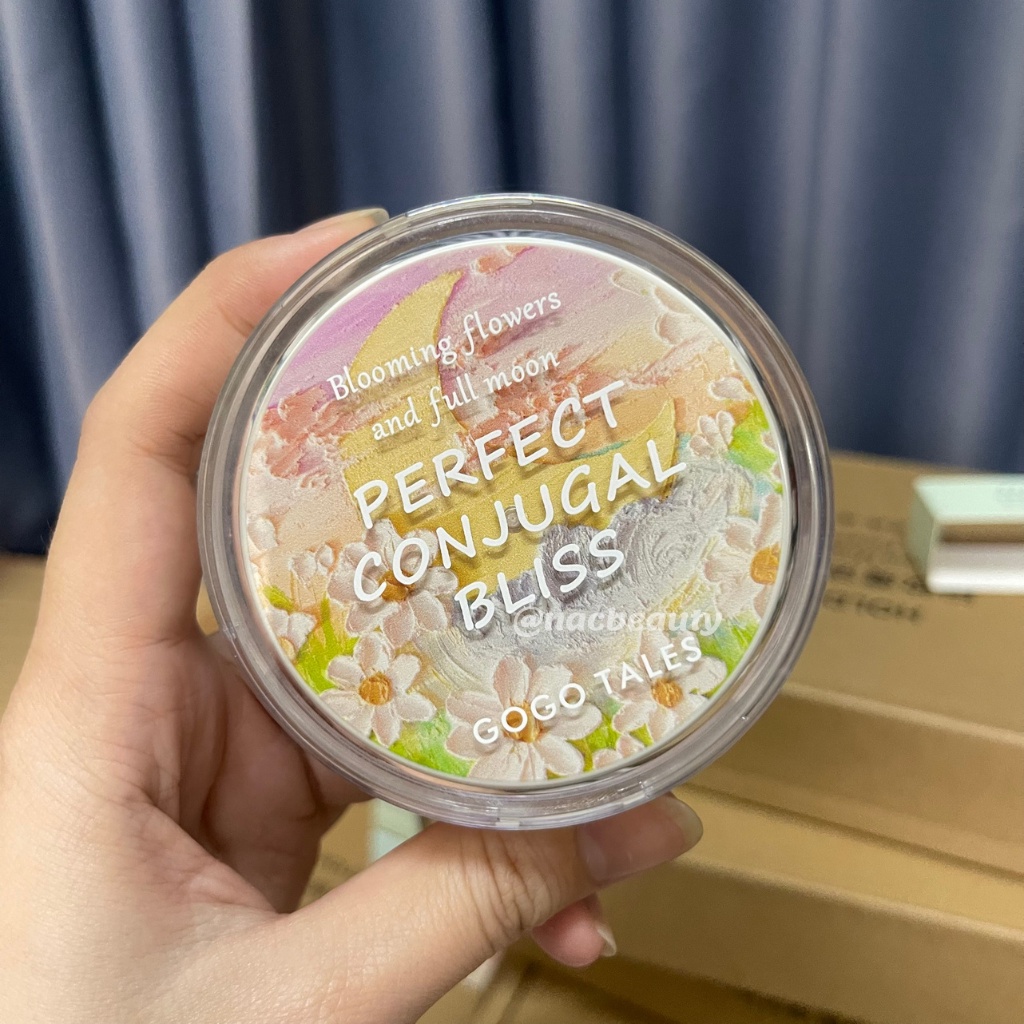 Blooming flowers
and full moon
PERFECT
CONJUGAL
BLISS
@nacbeauty
GOGO TALES